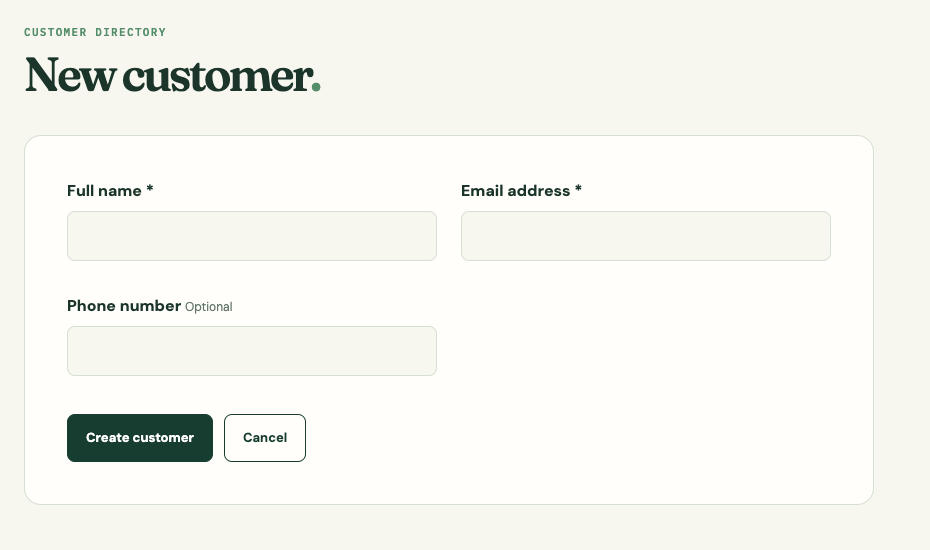 CUSTOMER DIRECTORY
New customer.
Full name *
Email address *
Phone number Optional
Create customer
Cancel